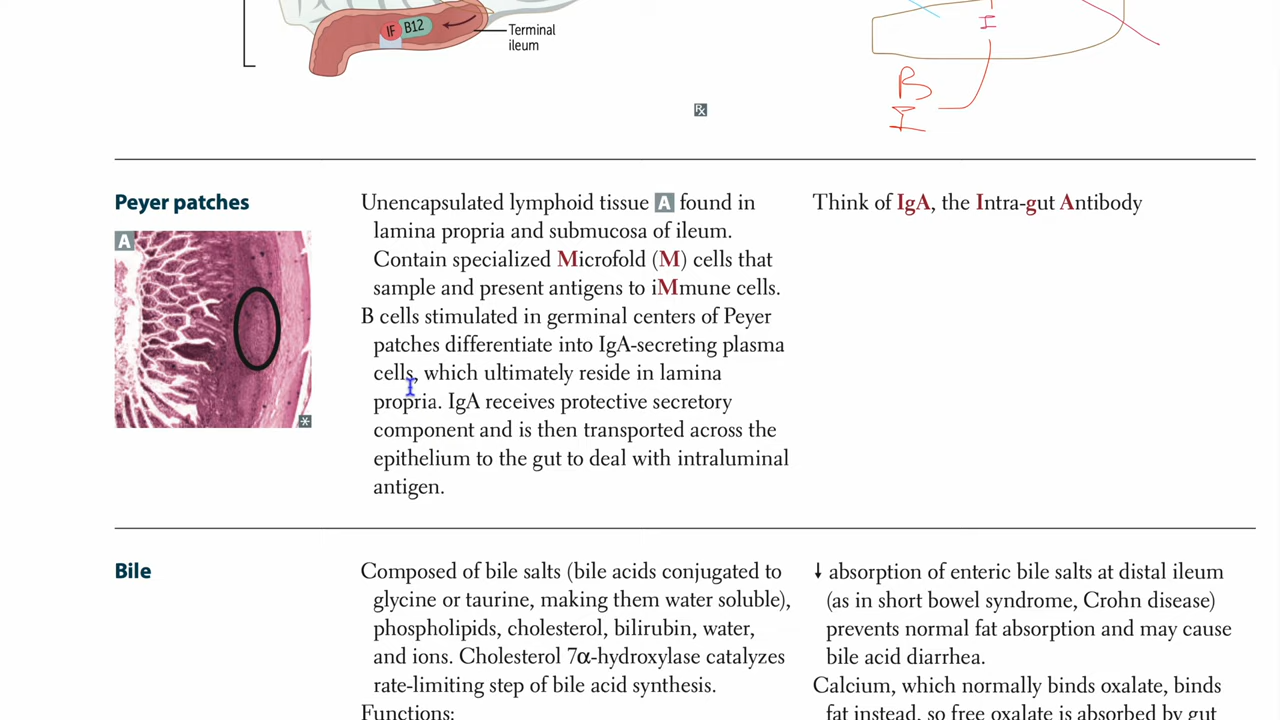 IF B12
Terminal
ileum
I
B
I
Rx
Peyer patches
A
*
Unencapsulated lymphoid tissue A found in
lamina propria and submucosa of ileum.
Contain specialized Microfold (M) cells that
sample and present antigens to iMmune cells.
B cells stimulated in germinal centers of Peyer
patches differentiate into IgA-secreting plasma
cells, which ultimately reside in lamina
propria. IgA receives protective secretory
component and is then transported across the
epithelium to the gut to deal with intraluminal
antigen.
Think of IgA, the Intra-gut Antibody
Bile
Composed of bile salts (bile acids conjugated to
glycine or taurine, making them water soluble),
phospholipids, cholesterol, bilirubin, water,
and ions. Cholesterol 7α-hydroxylase catalyzes
rate-limiting step of bile acid synthesis.
Functions:
↓ absorption of enteric bile salts at distal ileum
(as in short bowel syndrome, Crohn disease)
prevents normal fat absorption and may cause
bile acid diarrhea.
Calcium, which normally binds oxalate, binds
fat instead, so free oxalate is absorbed by gut